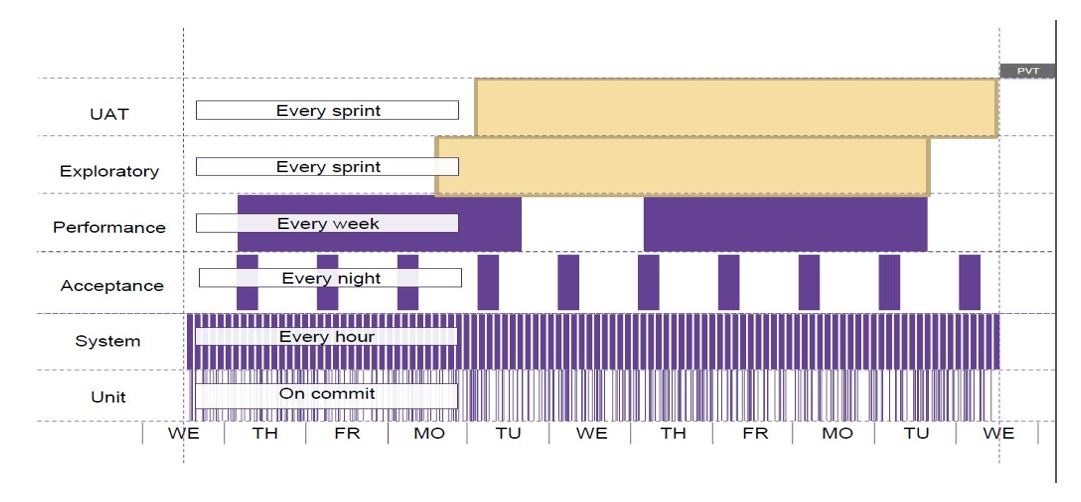 PVT
UAT
Every sprint
Exploratory
Every sprint
Performance
Every week
Acceptance
Every night
System
Every hour
Unit
On commit
WE TH FR MO TU WE TH FR MO TU WE